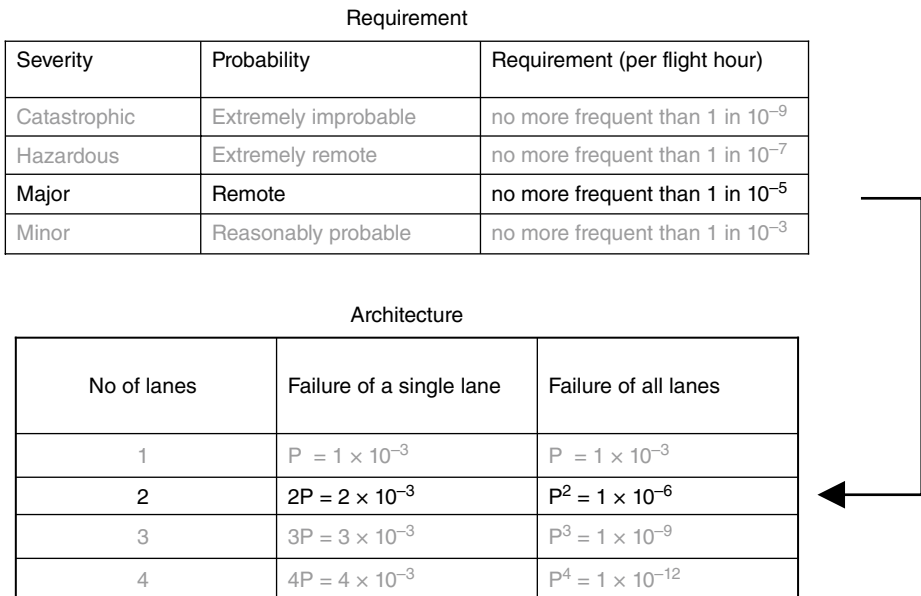 Requirement
Severity Probability Requirement (per flight hour)
Catastrophic Extremely improbable no more frequent than 1 in 10⁻⁹
Hazardous Extremely remote no more frequent than 1 in 10⁻⁷
Major Remote no more frequent than 1 in 10⁻⁵
Minor Reasonably probable no more frequent than 1 in 10⁻³
Architecture
No of lanes Failure of a single lane Failure of all lanes
1 P = 1 × 10⁻³ P = 1 × 10⁻³
2 2P = 2 × 10⁻³ P² = 1 × 10⁻⁶
3 3P = 3 × 10⁻³ P³ = 1 × 10⁻⁹
4 4P = 4 × 10⁻³ P⁴ = 1 × 10⁻¹²